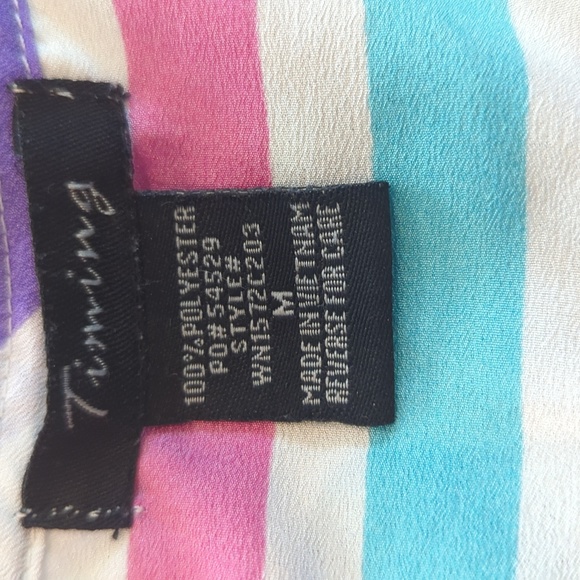 Timing
100% POLYESTER
PO# 54529
STYLE#
WN1572C203
M
MADE IN VIETNAM
REVERSE FOR CARE